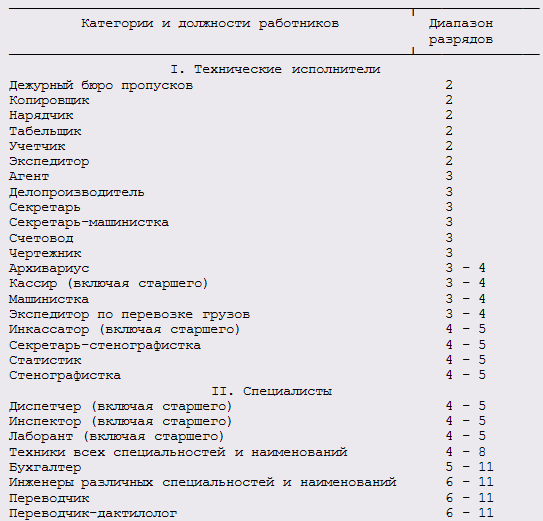 Категории и должности работников Диапазон
разрядов
I. Технические исполнители
Дежурный бюро пропусков 2
Копировщик 2
Нарядчик 2
Табельщик 2
Учетчик 2
Экспедитор 2
Агент 3
Делопроизводитель 3
Секретарь 3
Секретарь-машинистка 3
Счетовод 3
Чертежник 3
Архивариус 3 - 4
Кассир (включая старшего) 3 - 4
Машинистка 3 - 4
Экспедитор по перевозке грузов 3 - 4
Инкассатор (включая старшего) 4 - 5
Секретарь-стенографистка 4 - 5
Статистик 4 - 5
Стенографистка 4 - 5
II. Специалисты
Диспетчер (включая старшего) 4 - 5
Инспектор (включая старшего) 4 - 5
Лаборант (включая старшего) 4 - 5
Техники всех специальностей и наименований 4 - 8
Бухгалтер 5 - 11
Инженеры различных специальностей и наименований 6 - 11
Переводчик 6 - 11
Переводчик-дактилолог 6 - 11